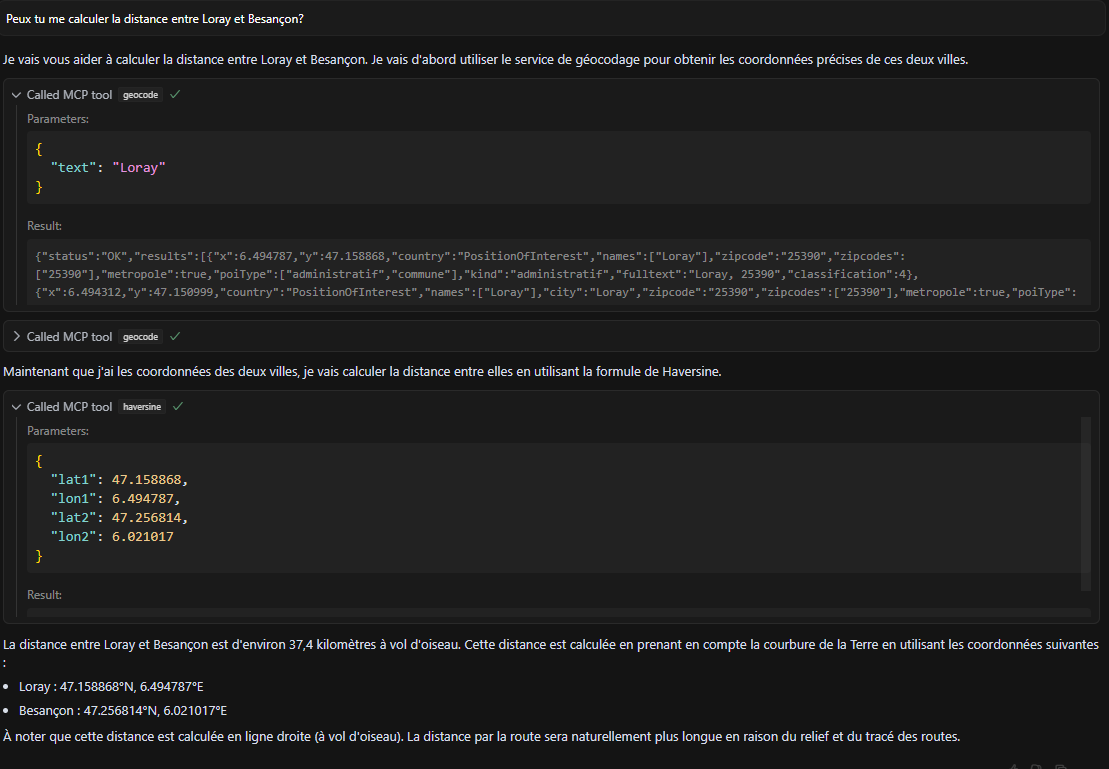 Peux tu me calculer la distance entre Loray et Besançon?
Je vais vous aider à calculer la distance entre Loray et Besançon. Je vais d'abord utiliser le service de géocodage pour obtenir les coordonnées précises de ces deux villes.
Called MCP tool geocode
Parameters:
{
"text": "Loray"
}
Result:
{"status":"OK","results":[{"x":6.494787,"y":47.158868,"country":"PositionOfInterest","names":["Loray"],"zipcode":"25390","zipcodes":
["25390"],"metropole":true,"poiType":["administratif","commune"],"kind":"administratif","fulltext":"Loray, 25390","classification":4},
{"x":6.494312,"y":47.150999,"country":"PositionOfInterest","names":["Loray"],"city":"Loray","zipcode":"25390","zipcodes":["25390"],"metropole":true,"poiType":
Called MCP tool geocode
Maintenant que j'ai les coordonnées des deux villes, je vais calculer la distance entre elles en utilisant la formule de Haversine.
Called MCP tool haversine
Parameters:
{
"lat1": 47.158868,
"lon1": 6.494787,
"lat2": 47.256814,
"lon2": 6.021017
}
Result:
La distance entre Loray et Besançon est d'environ 37,4 kilomètres à vol d'oiseau. Cette distance est calculée en prenant en compte la courbure de la Terre en utilisant les coordonnées suivantes
:
• Loray : 47.158868°N, 6.494787°E
• Besançon : 47.256814°N, 6.021017°E
À noter que cette distance est calculée en ligne droite (à vol d'oiseau). La distance par la route sera naturellement plus longue en raison du relief et du tracé des routes.